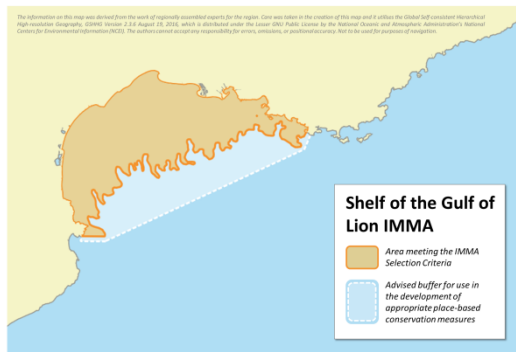 The information on this map was derived from the work of regionally assembled experts for the region. Care was taken in the creation of this map and it utilises the Global Self-consistent Hierarchical
High-resolution Geography, GSHHG Version 2.3.6 August 19, 2016, which is distributed under the Lesser GNU Public License by the National Oceanic and Atmospheric Administration's National
Centers for Environmental Information (NCEI). The authors cannot accept any responsibility for errors, omissions, or positional accuracy. Not to be used for purposes of navigation.
Shelf of the Gulf of
Lion IMMA
Area meeting the IMMA
Selection Criteria
Advised buffer for use in
the development of
appropriate place-based
conservation measures